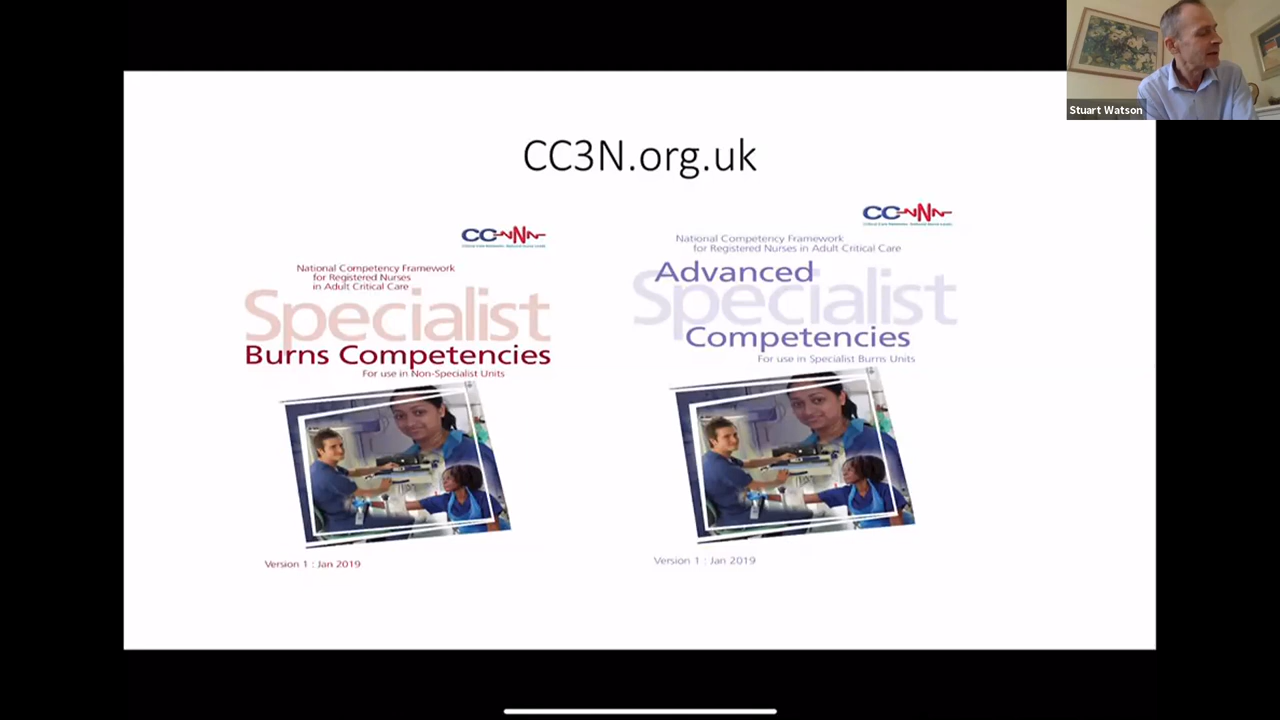 Stuart Watson
CC3N.org.uk
CC
N
National Competency Framework
for Registered Nurses
in Adult Critical Care
Specialist
Burns Competencies
For use in Non-Specialist Units
Version 1 : Jan 2019
CC
N
National Competency Framework
for Registered Nurses in Adult Critical Care
Advanced
Specialist
Competencies
For use in Specialist Burns Units
Version 1 : Jan 2019